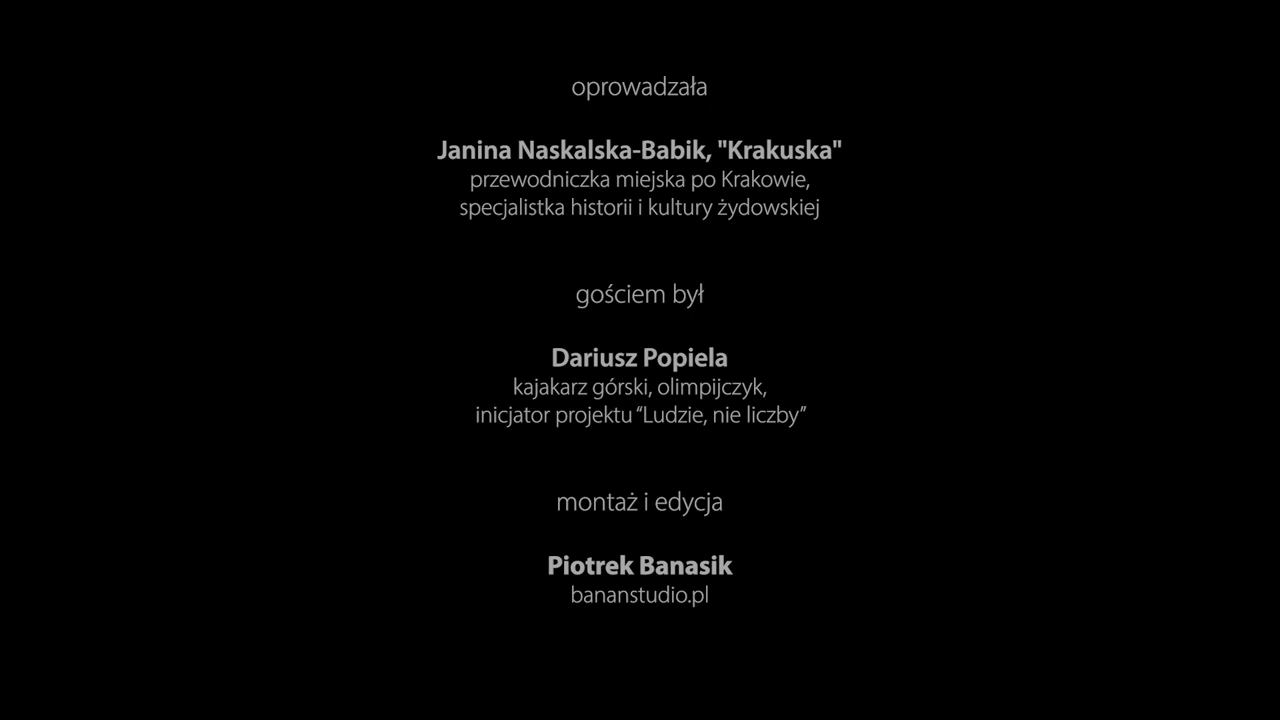 oprowadzała
Janina Naskalska-Babik, "Krakuska"
przewodniczka miejska po Krakowie,
specjalistka historii i kultury żydowskiej
gościem był
Dariusz Popiela
kajakarz górski, olimpijczyk,
inicjator projektu “Ludzie, nie liczby”
montaż i edycja
Piotrek Banasik
bananstudio.pl